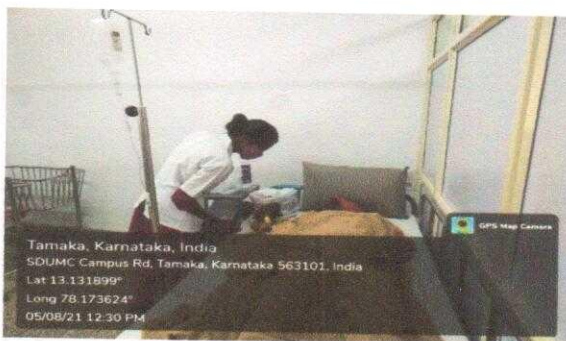 GPS Map Camera
Tamaka, Karnataka, India
SDUMC Campus Rd, Tamaka, Karnataka 563101, India
Lat 13.131899°
Long 78.173624°
05/08/21 12:30 PM